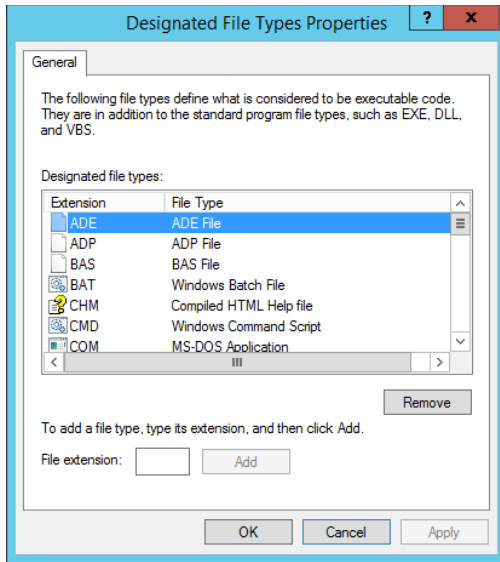 Designated File Types Properties
?
x
General
The following file types define what is considered to be executable code.
They are in addition to the standard program file types, such as EXE, DLL,
and VBS.
Designated file types:
Extension File Type
ADE ADE File
ADP ADP File
BAS BAS File
BAT Windows Batch File
CHM Compiled HTML Help file
CMD Windows Command Script
COM MS-DOS Application
Remove
To add a file type, type its extension, and then click Add.
File extension: Add
OK Cancel Apply